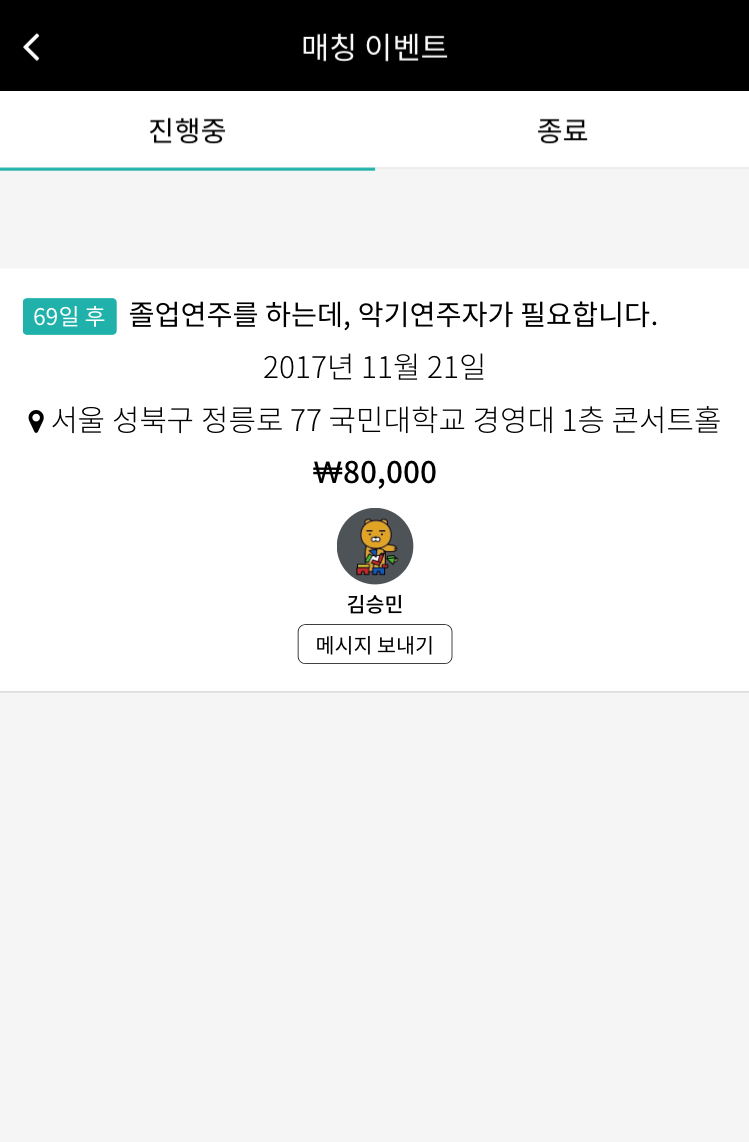 매칭 이벤트
진행중
종료
69일 후 졸업연주를 하는데, 악기연주자가 필요합니다.
2017년 11월 21일
서울 성북구 정릉로 77 국민대학교 경영대 1층 콘서트홀
₩80,000
김승민
메시지 보내기